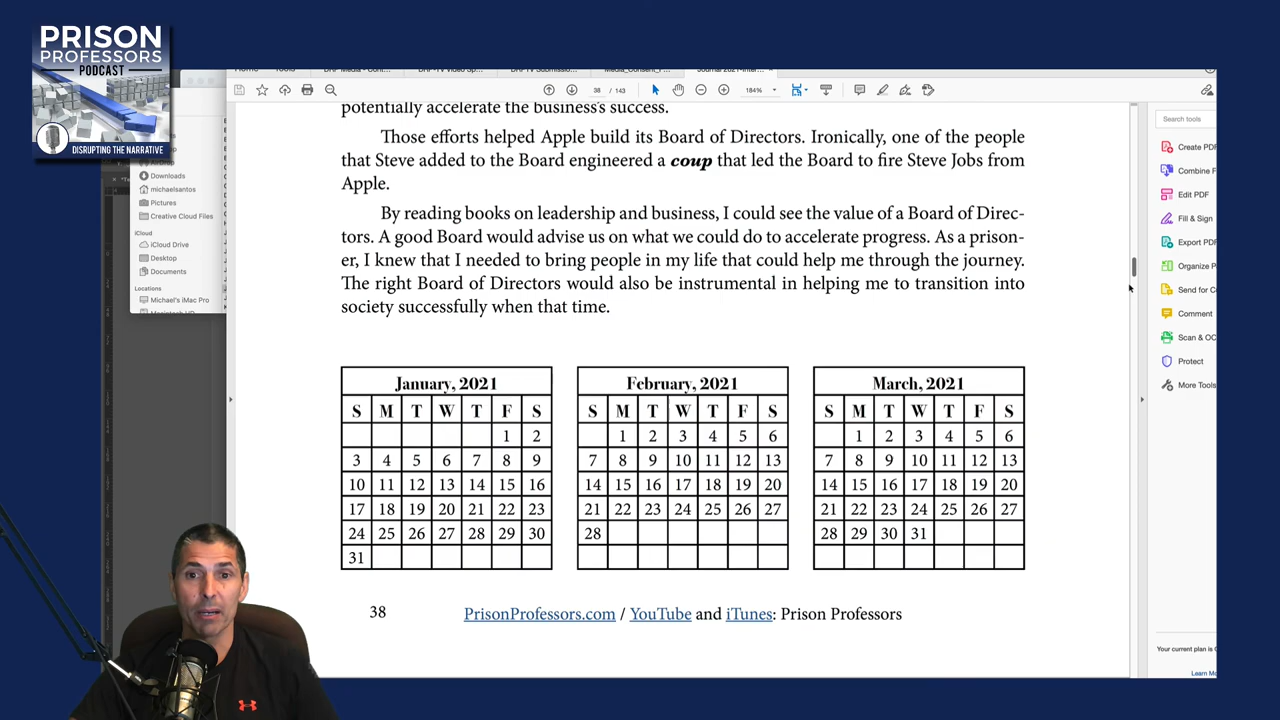 PRISON
PROFESSORS
PODCAST
DISRUPTING THE NARRATIVE
38 / 143
184%
Downloads
michaelsantos
Pictures
Creative Cloud Files
iCloud
iCloud Drive
Desktop
Documents
Locations
Michael's iMac Pro
potentially accelerate the business's success.
Those efforts helped Apple build its Board of Directors. Ironically, one of the people
that Steve added to the Board engineered a coup that led the Board to fire Steve Jobs from
Apple.
By reading books on leadership and business, I could see the value of a Board of Direc-
tors. A good Board would advise us on what we could do to accelerate progress. As a prison-
er, I knew that I needed to bring people in my life that could help me through the journey.
The right Board of Directors would also be instrumental in helping me to transition into
society successfully when that time.
January, 2021
S M T W T F S
1 2
3 4 5 6 7 8 9
10 11 12 13 14 15 16
17 18 19 20 21 22 23
24 25 26 27 28 29 30
31
February, 2021
S M T W T F S
1 2 3 4 5 6
7 8 9 10 11 12 13
14 15 16 17 18 19 20
21 22 23 24 25 26 27
28
March, 2021
S M T W T F S
1 2 3 4 5 6
7 8 9 10 11 12 13
14 15 16 17 18 19 20
21 22 23 24 25 26 27
28 29 30 31
38
PrisonProfessors.com / YouTube and iTunes: Prison Professors
Search tools
Create PDF
Combine F
Edit PDF
Fill & Sign
Export PDF
Organize P
Send for C
Comment
Scan & OC
Protect
More Tools
Your current plan is
Learn Mo